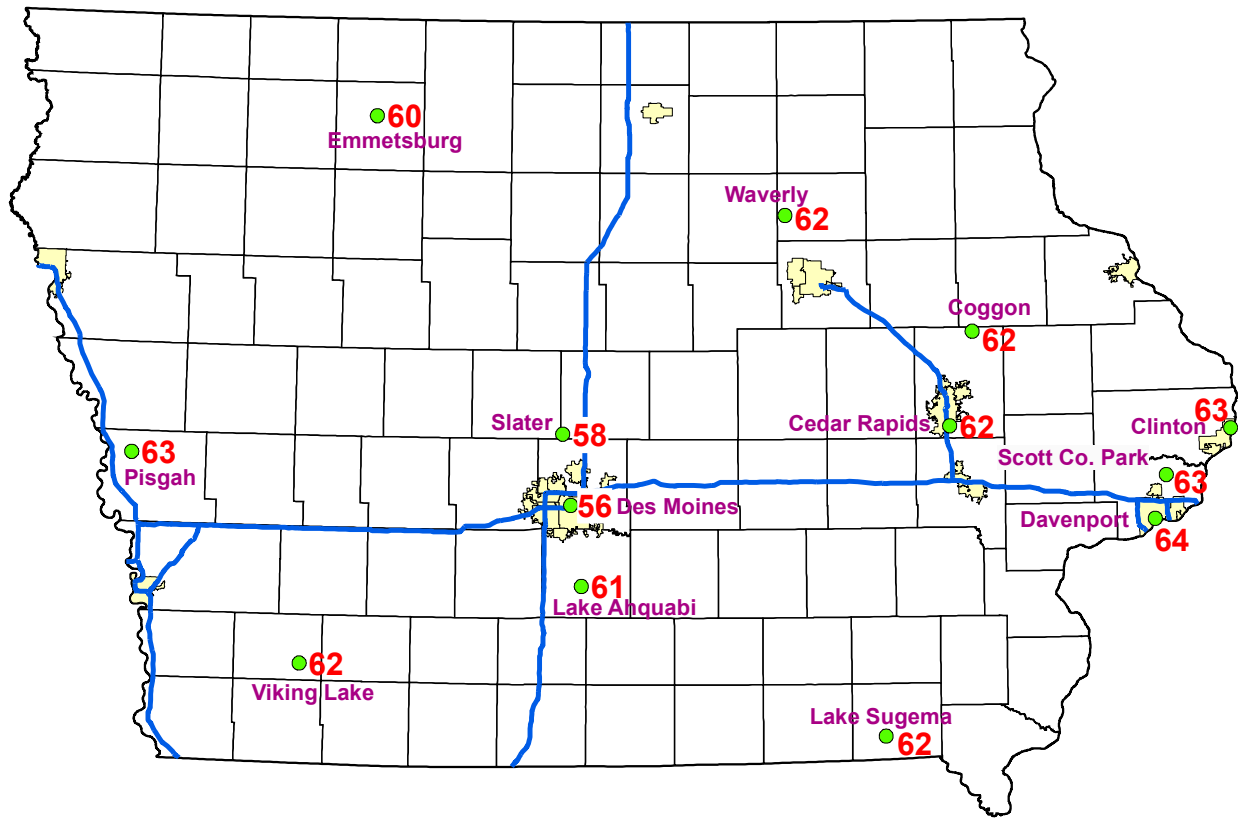 60
Emmetsburg
Waverly
62
Coggon
62
Slater
58
Cedar Rapids
62
63
Clinton
63
Pisgah
Scott Co. Park
63
56
Des Moines
Davenport
64
61
Lake Ahquabi
62
Viking Lake
Lake Sugema
62